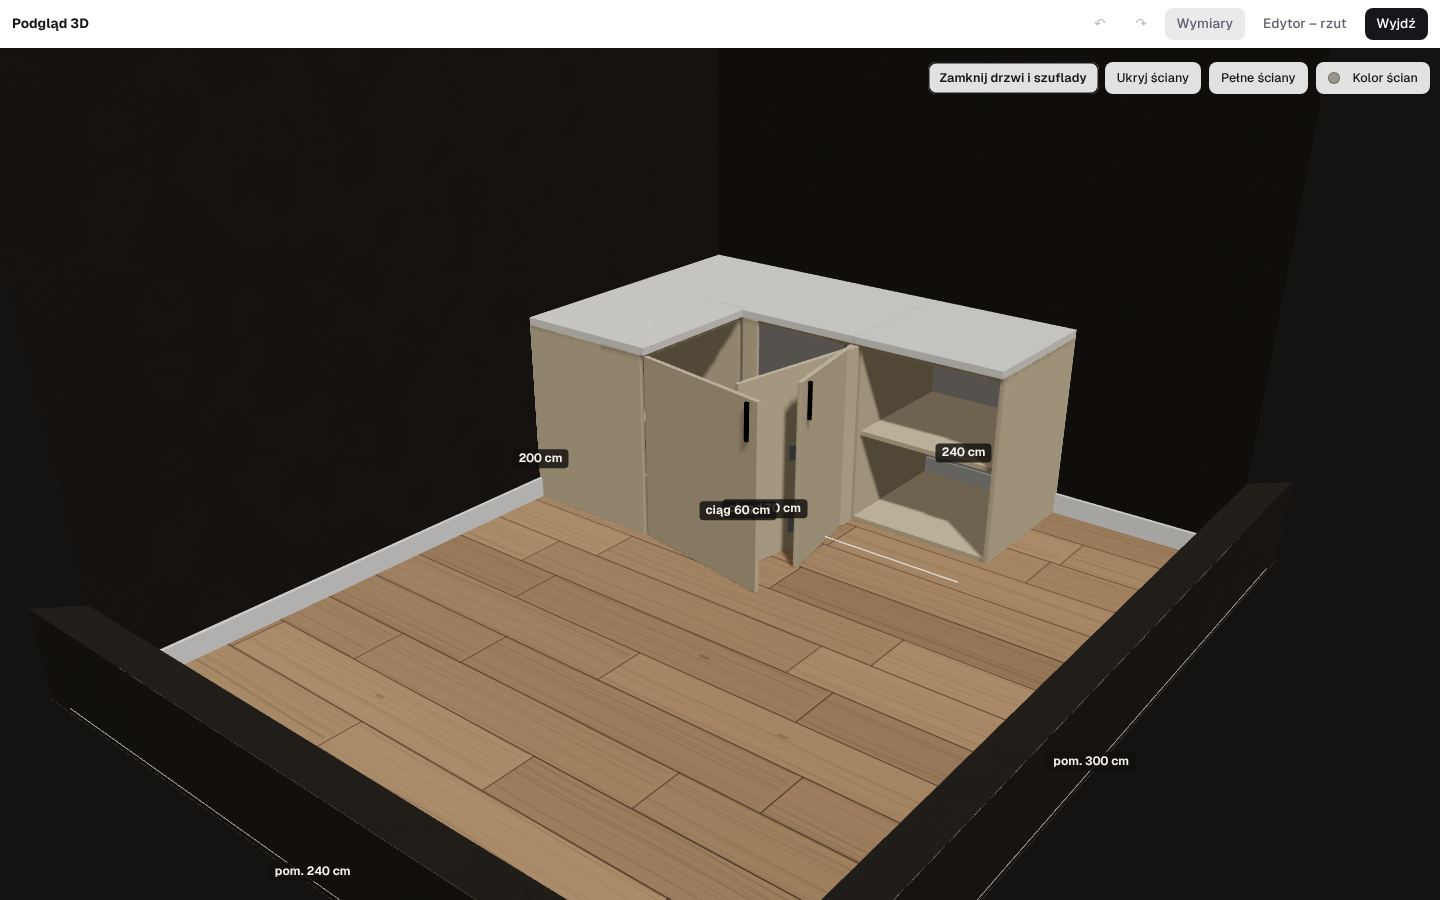 Podgląd 3D
↶ ↷ Wymiary Edytor – rzut Wyjdź
Zamknij drzwi i szuflady Ukryj ściany Pełne ściany Kolor ścian
240 cm
200 cm
ciąg 60 cm
0 cm
pom. 300 cm
pom. 240 cm